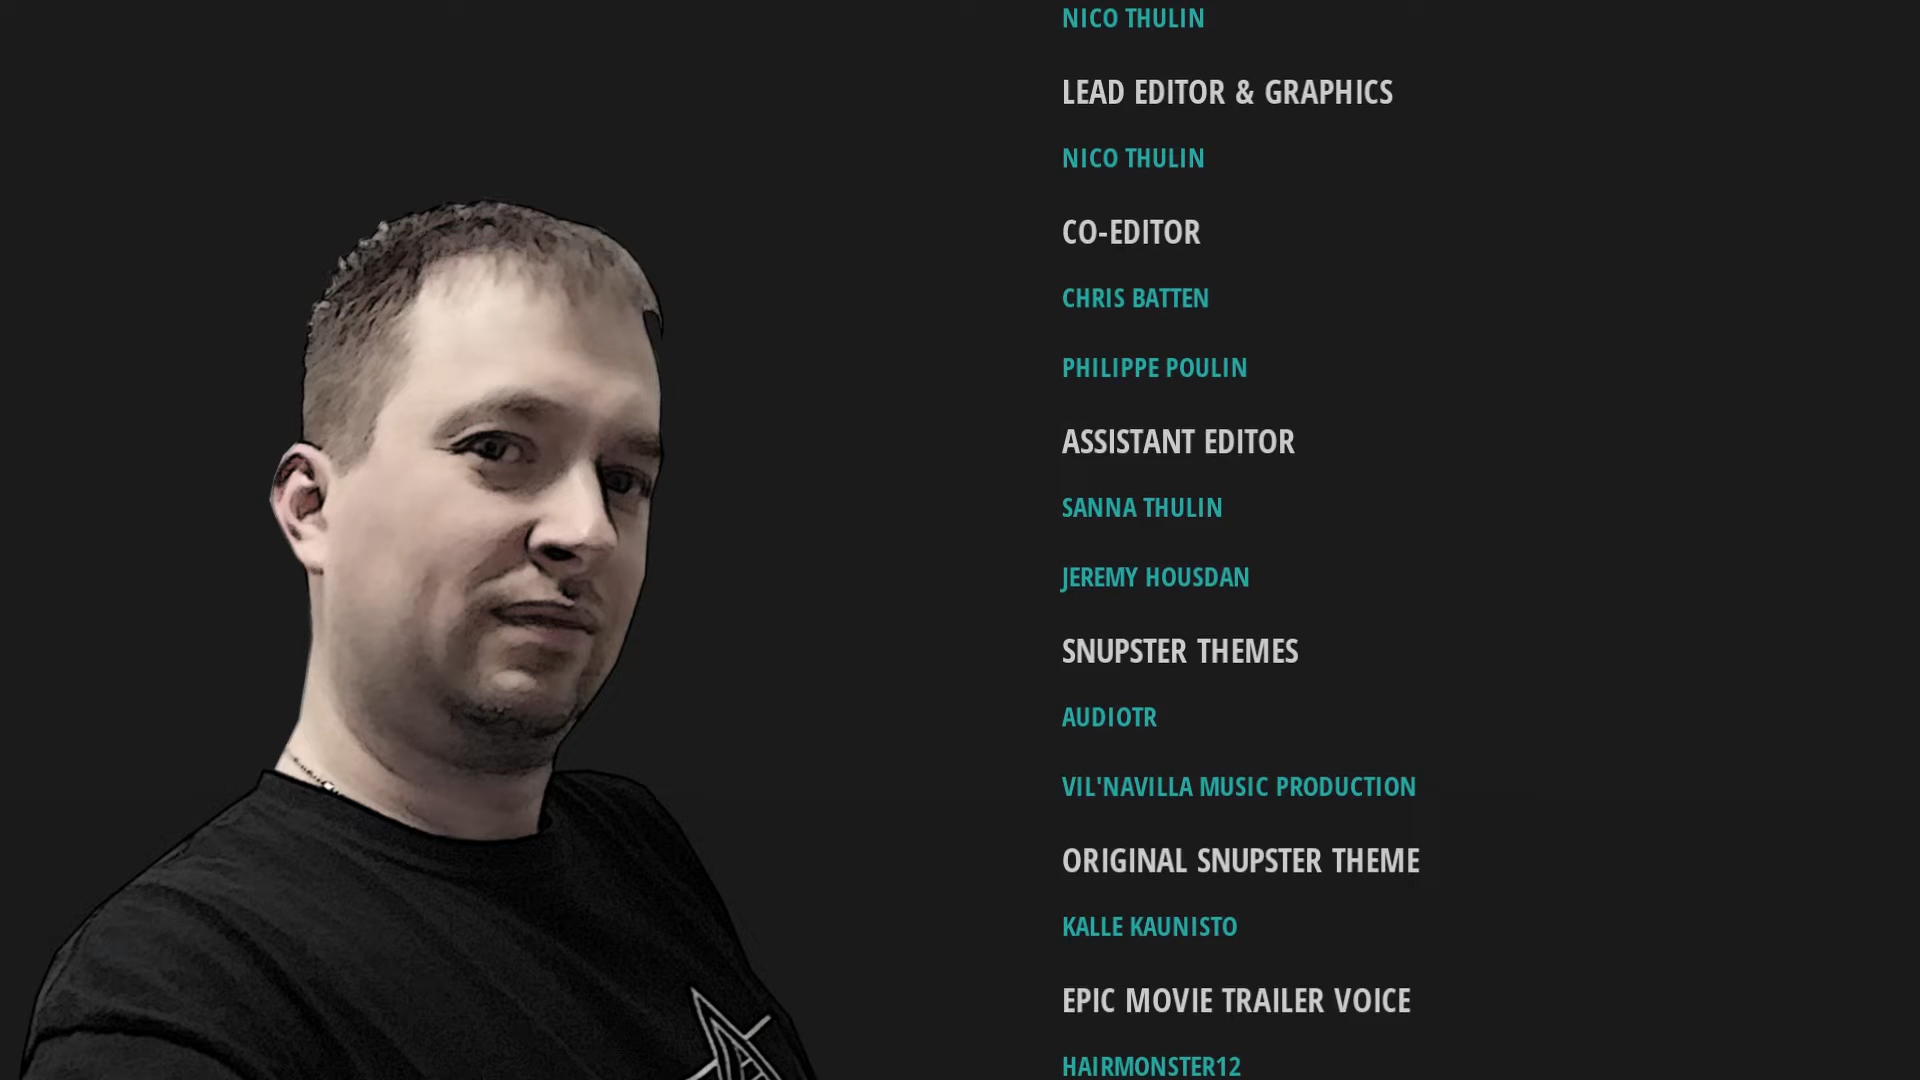 NICO THULIN
LEAD EDITOR & GRAPHICS
NICO THULIN
CO-EDITOR
CHRIS BATTEN
PHILIPPE POULIN
ASSISTANT EDITOR
SANNA THULIN
JEREMY HOUSDAN
SNUPSTER THEMES
AUDIOTR
VIL'NAVILLA MUSIC PRODUCTION
ORIGINAL SNUPSTER THEME
KALLE KAUNISTO
EPIC MOVIE TRAILER VOICE
HAIRMONSTER12